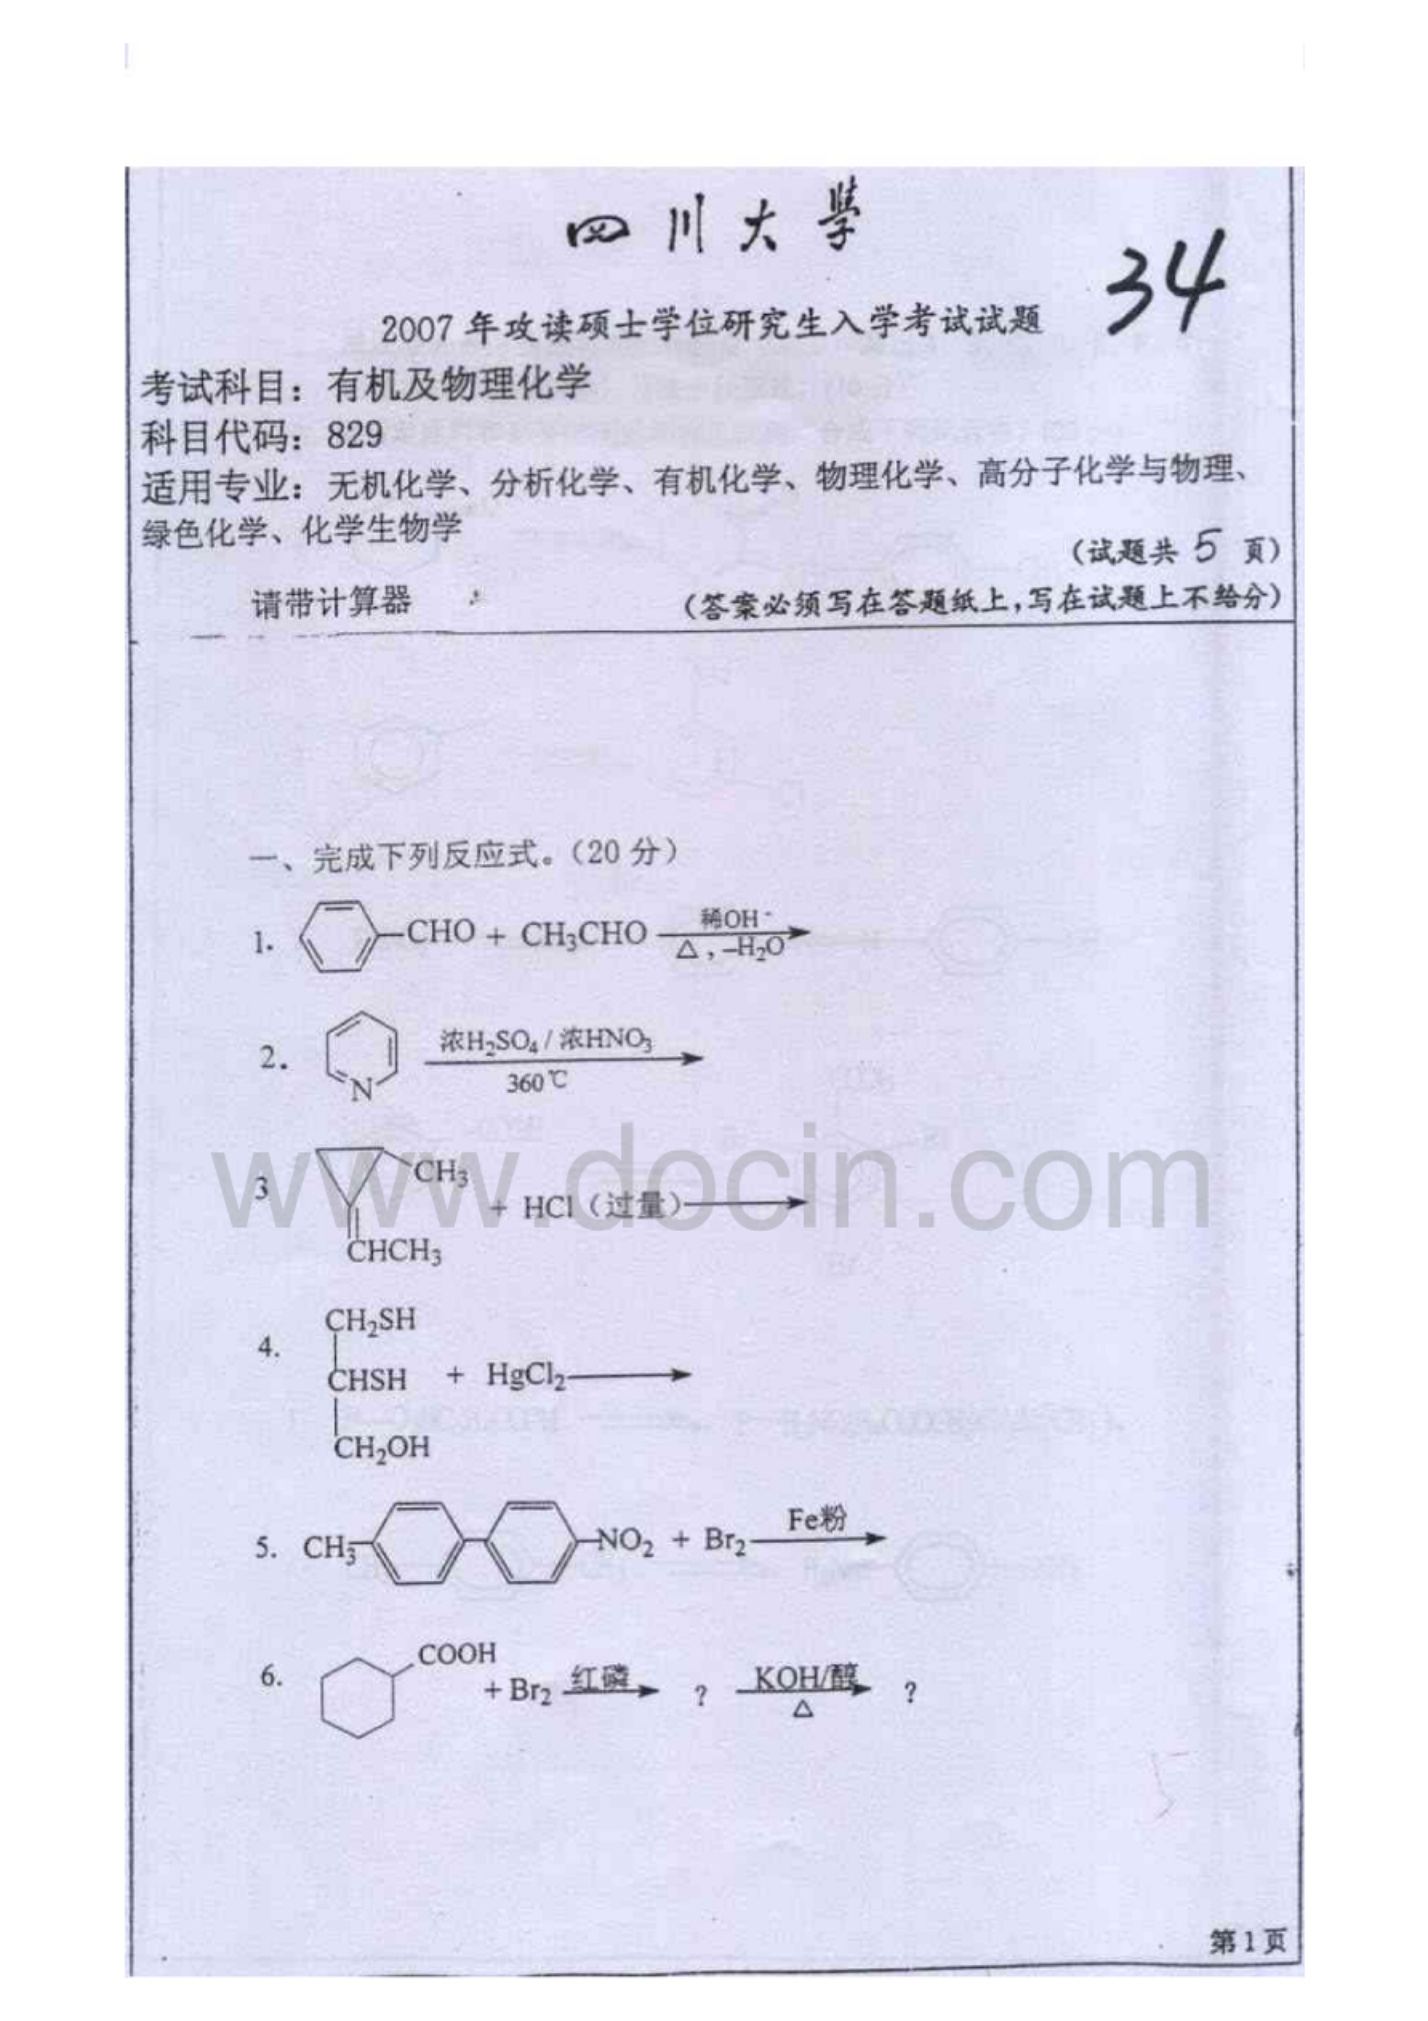 四川大学
34
2007年攻读硕士学位研究生入学考试试题
考试科目：有机及物理化学
科目代码：829
适用专业：无机化学、分析化学、有机化学、物理化学、高分子化学与物理、
绿色化学、化学生物学
（试题共 5 页）
请带计算器 （答案必须写在答题纸上，写在试题上不给分）
一、完成下列反应式。（20 分）
1. CHO + CH3CHO 稀OH-
△，–H2O
2. N 浓H2SO4 / 浓HNO3
360℃
3 CH3
CHCH3 + HCl（过量）
4. CH2SH
CHSH + HgCl2
CH2OH
5. CH3 NO2 + Br2 Fe粉
6. COOH + Br2 红磷 ? KOH/醇 ?
△
www.docin.com
第 1 页